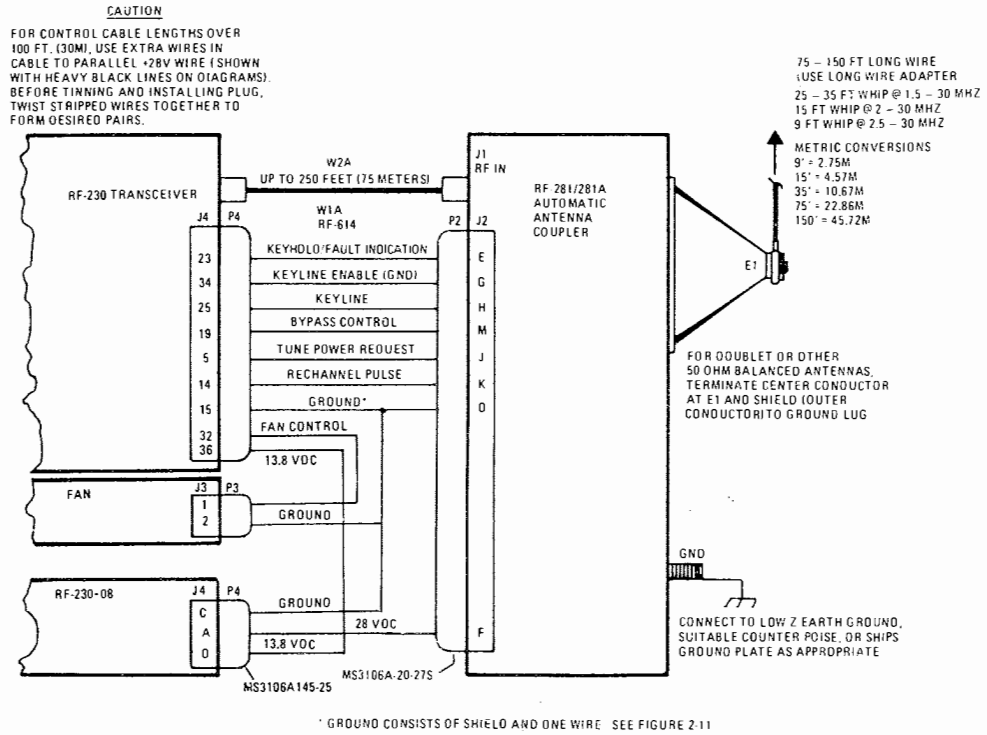 CAUTION
FOR CONTROL CABLE LENGTHS OVER
100 FT. (30M), USE EXTRA WIRES IN
CABLE TO PARALLEL +28V WIRE (SHOWN
WITH HEAVY BLACK LINES ON DIAGRAMS).
BEFORE TINNING AND INSTALLING PLUG,
TWIST STRIPPED WIRES TOGETHER TO
FORM DESIRED PAIRS.
75 – 150 FT LONG WIRE
(USE LONG WIRE ADAPTER
25 – 35 FT WHIP @ 1.5 – 30 MHZ
15 FT WHIP @ 2 – 30 MHZ
9 FT WHIP @ 2.5 – 30 MHZ
METRIC CONVERSIONS
9' = 2.75M
15' = 4.57M
35' = 10.67M
75' = 22.86M
150' = 45.72M
RF-230 TRANSCEIVER
W2A
UP TO 250 FEET (75 METERS)
W1A
RF-614
J1
RF IN
RF-281/281A
AUTOMATIC
ANTENNA
COUPLER
E1
J4 P4
P2 J2
23 KEYHOLD/FAULT INDICATION E
34 KEYLINE ENABLE (GND) G
25 KEYLINE H
19 BYPASS CONTROL M
5 TUNE POWER REQUEST J
14 RECHANNEL PULSE K
15 GROUND* D
32 FAN CONTROL
36 13.8 VDC
FOR DOUBLET OR OTHER
50 OHM BALANCED ANTENNAS,
TERMINATE CENTER CONDUCTOR
AT E1 AND SHIELD (OUTER
CONDUCTOR)TO GROUND LUG
FAN
J3 P3
1
2 GROUND
RF-230-08
J4 P4
C GROUND
A 28 VDC F
D 13.8 VDC
MS3106A145-25
MS3106A-20-27S
GND
CONNECT TO LOW Z EARTH GROUND,
SUITABLE COUNTER POISE, OR SHIPS
GROUND PLATE AS APPROPRIATE
* GROUND CONSISTS OF SHIELD AND ONE WIRE SEE FIGURE 2-11